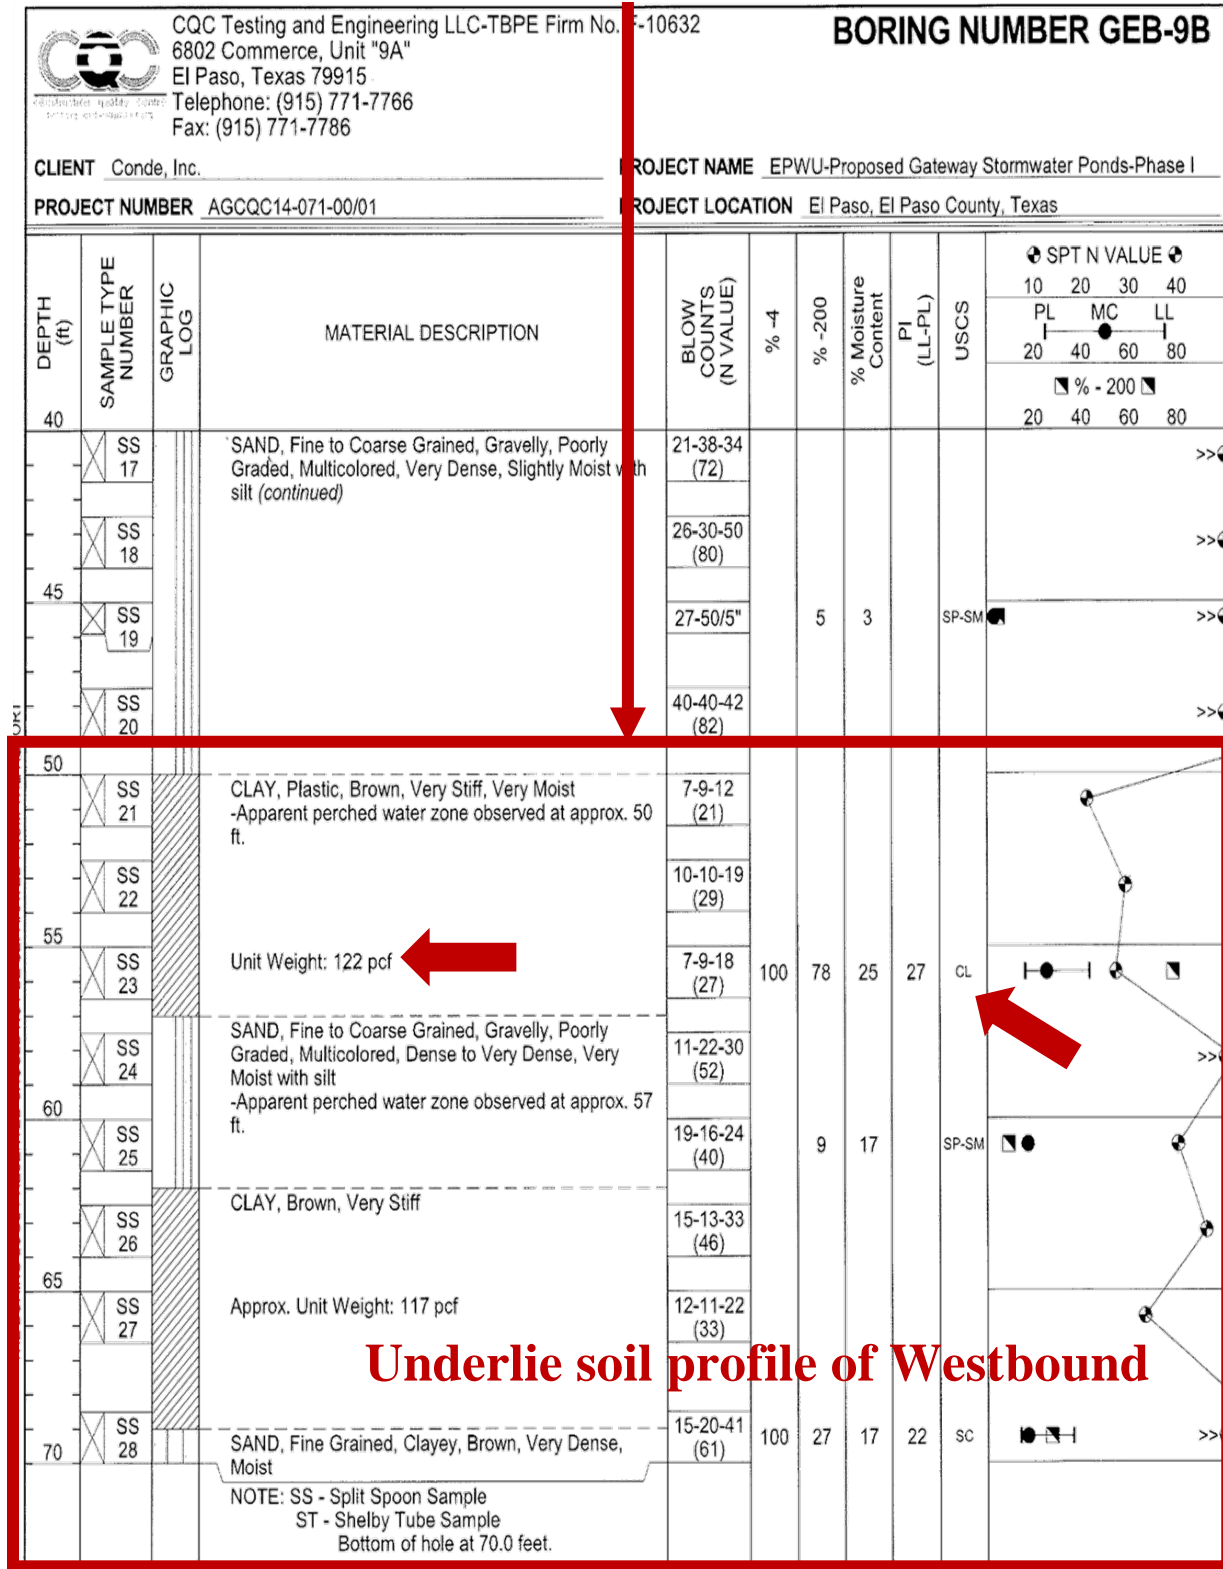 CQC Testing and Engineering LLC-TBPE Firm No. F-10632
6802 Commerce, Unit "9A"
El Paso, Texas 79915
Telephone: (915) 771-7766
Fax: (915) 771-7786
CQC
BORING NUMBER GEB-9B
CLIENT Conde, Inc.
PROJECT NAME EPWU-Proposed Gateway Stormwater Ponds-Phase I
PROJECT NUMBER AGCQC14-071-00/01
PROJECT LOCATION El Paso, El Paso County, Texas
DEPTH (ft)
SAMPLE TYPE NUMBER
GRAPHIC LOG
MATERIAL DESCRIPTION
BLOW COUNTS (N VALUE)
% -4
% -200
% Moisture Content
PI (LL-PL)
USCS
SPT N VALUE
10 20 30 40
PL MC LL
20 40 60 80
% - 200
20 40 60 80
40
SS 17
SAND, Fine to Coarse Grained, Gravelly, Poorly
Graded, Multicolored, Very Dense, Slightly Moist with
silt (continued)
21-38-34
(72)
>>
SS 18
26-30-50
(80)
>>
45
SS 19
27-50/5" 5 3 SP-SM
>>
SS 20
40-40-42
(82)
>>
50
SS 21
CLAY, Plastic, Brown, Very Stiff, Very Moist
-Apparent perched water zone observed at approx. 50
ft.
7-9-12
(21)
SS 22
10-10-19
(29)
55
SS 23
Unit Weight: 122 pcf
7-9-18
(27)
100 78 25 27 CL
SAND, Fine to Coarse Grained, Gravelly, Poorly
Graded, Multicolored, Dense to Very Dense, Very
Moist with silt
-Apparent perched water zone observed at approx. 57
ft.
SS 24
11-22-30
(52)
>>
60
SS 25
19-16-24
(40)
9 17 SP-SM
CLAY, Brown, Very Stiff
SS 26
15-13-33
(46)
65
SS 27
Approx. Unit Weight: 117 pcf
12-11-22
(33)
Underlie soil profile of Westbound
SS 28
15-20-41
(61)
100 27 17 22 SC
>>
70
SAND, Fine Grained, Clayey, Brown, Very Dense,
Moist
NOTE: SS - Split Spoon Sample
ST - Shelby Tube Sample
Bottom of hole at 70.0 feet.